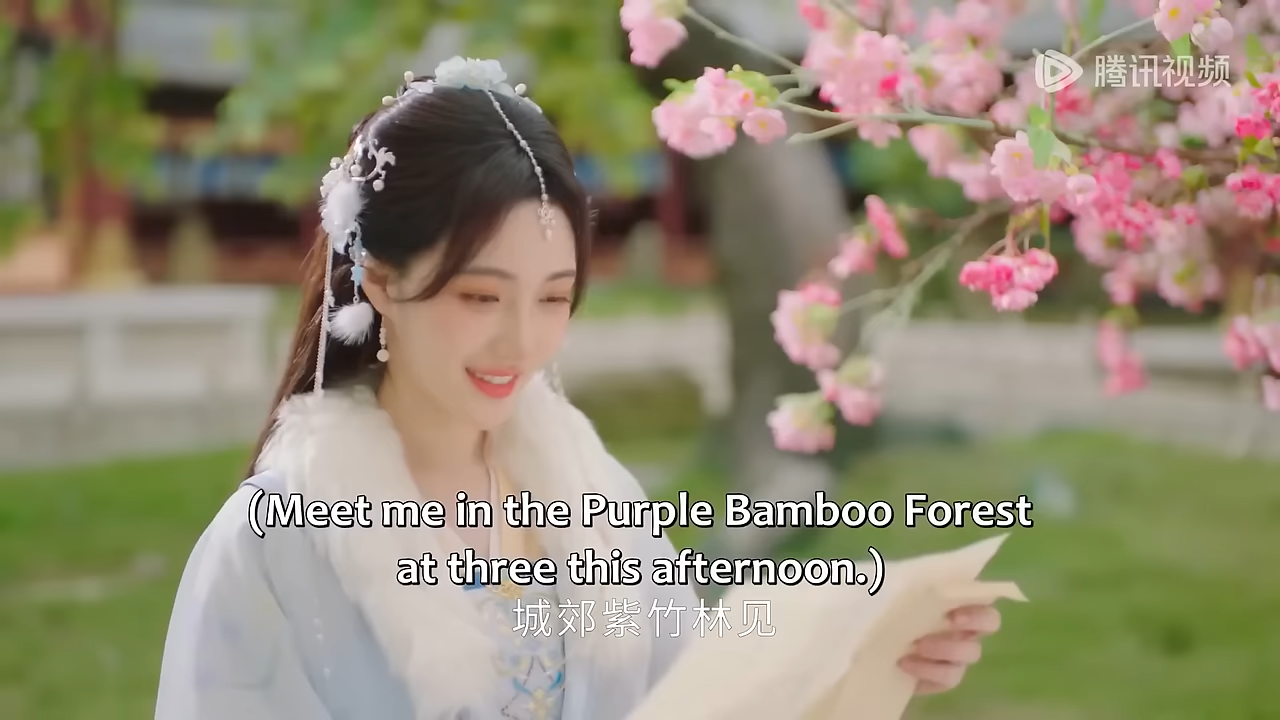 腾讯视频
(Meet me in the Purple Bamboo Forest
at three this afternoon.)
城郊紫竹林见